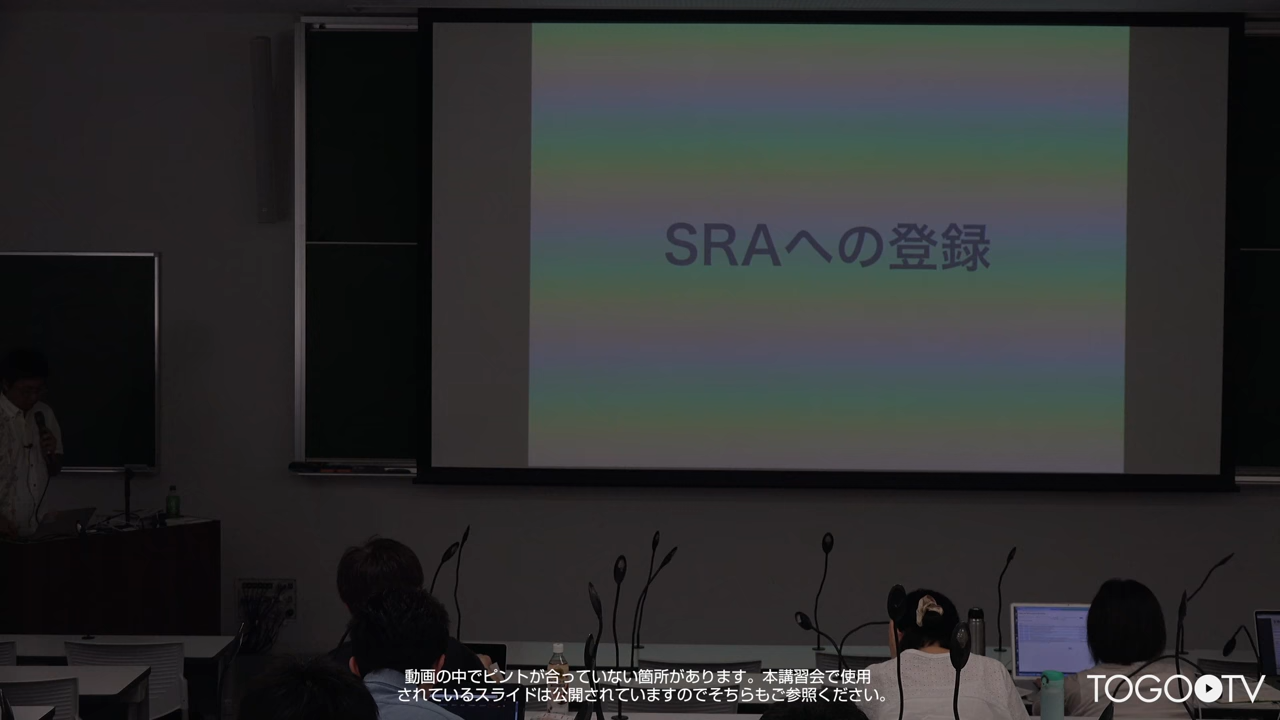 SRAへの登録
動画の中でピントが合っていない箇所があります。本講習会で使用
されているスライドは公開されていますのでそちらもご参照ください。
TOGO TV